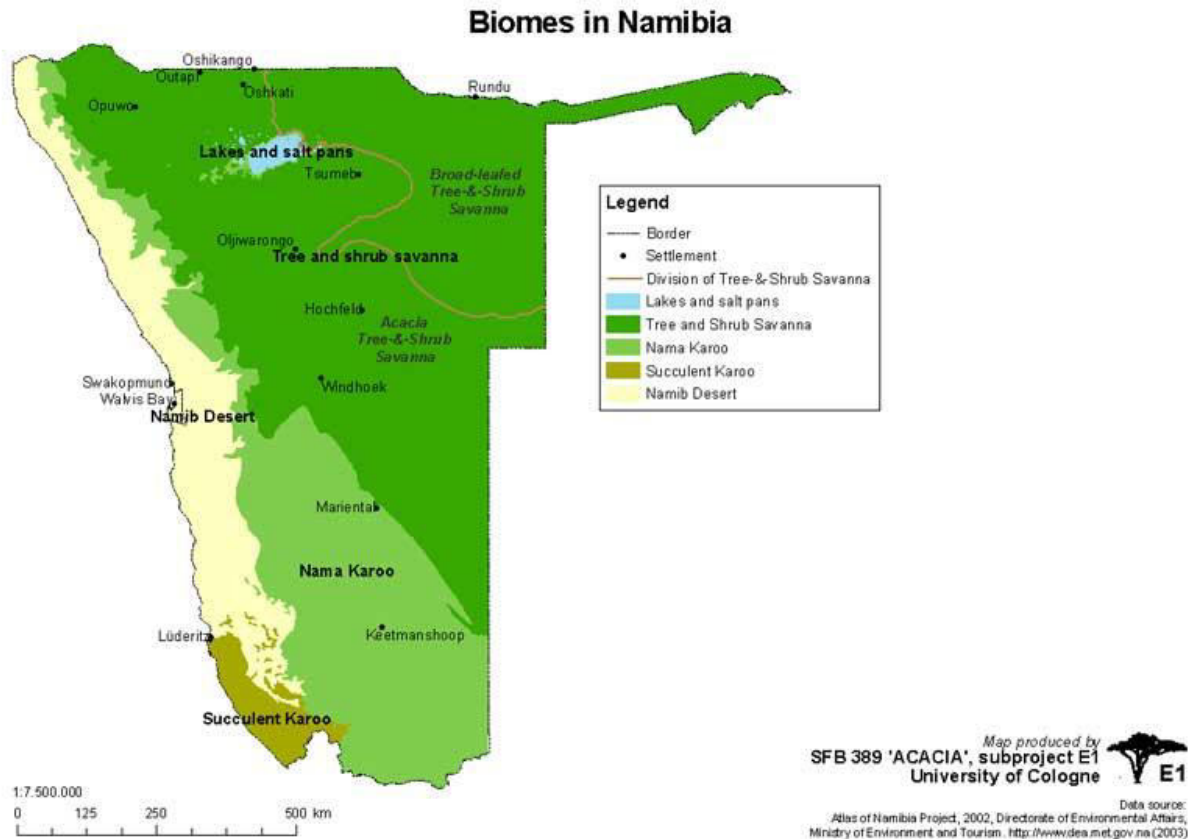 Biomes in Namibia
Oshikango
Outapi
Oshkati
Rundu
Opuwo
Lakes and salt pans
Tsumeb
Broad-leafed
Tree-&-Shrub
Savanna
Oljiwarongo
Tree and shrub savanna
Hochfeld
Acacia
Tree-&-Shrub
Savanna
Swakopmund
Windhoek
Walvis Bay
Namib Desert
Mariental
Nama Karoo
Lüderitz
Keetmanshoop
Succulent Karoo
Legend
Border
Settlement
Division of Tree-&-Shrub Savanna
Lakes and salt pans
Tree and Shrub Savanna
Nama Karoo
Succulent Karoo
Namib Desert
1:7.500.000
0 125 250 500 km
Map produced by
SFB 389 'ACACIA', subproject E1
University of Cologne
E1
Data source:
Atlas of Namibia Project, 2002, Directorate of Environmental Affairs,
Ministry of Environment and Tourism. http://www.dea.met.gov.na (2003)